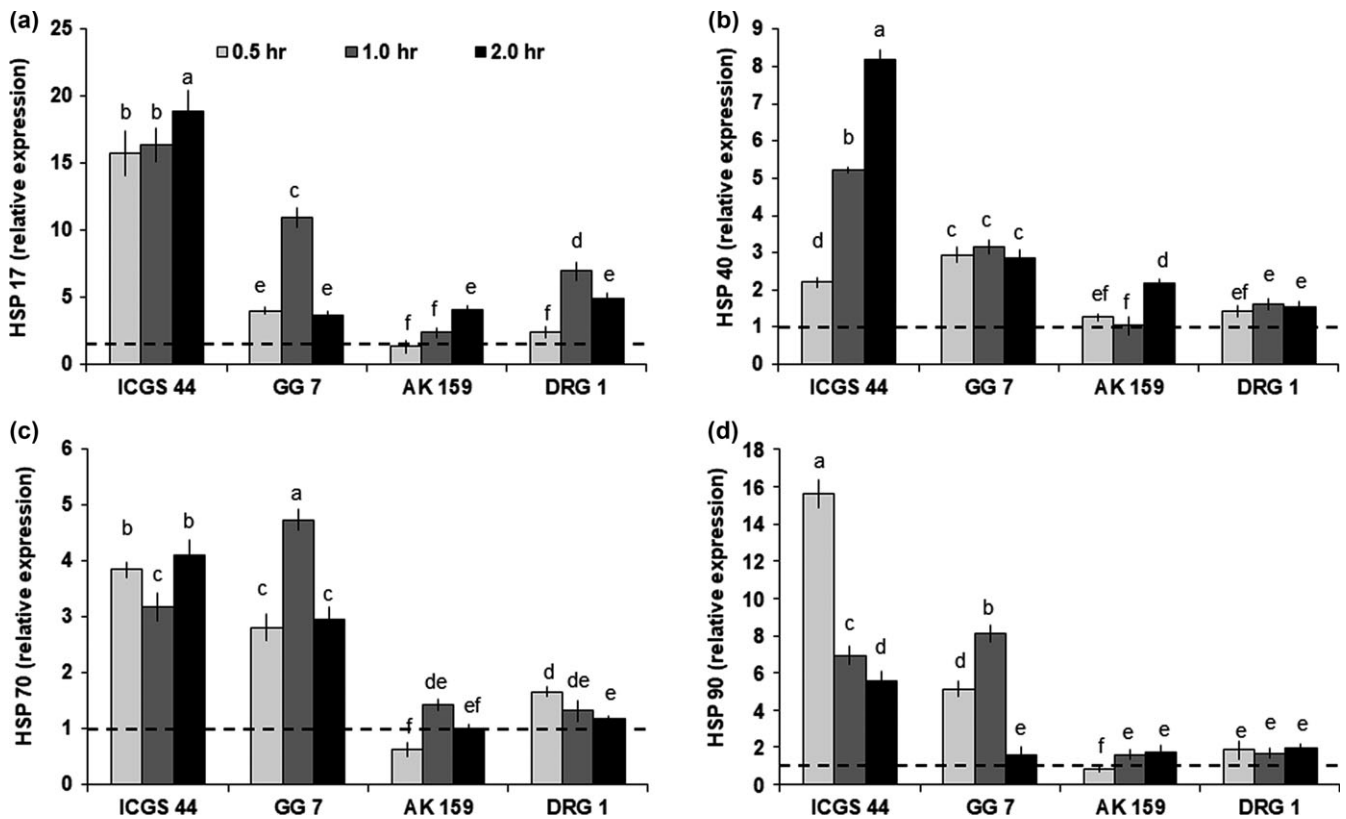 (a)
HSP 17 (relative expression)
25
20
15
10
5
0
0.5 hr 1.0 hr 2.0 hr
b b a
e c e
f f e
f d e
ICGS 44 GG 7 AK 159 DRG 1
(b)
HSP 40 (relative expression)
9
8
7
6
5
4
3
2
1
0
d b a
c c c
ef f d
ef e e
ICGS 44 GG 7 AK 159 DRG 1
(c)
HSP 70 (relative expression)
6
5
4
3
2
1
0
b c b
c a c
f de ef
d de e
ICGS 44 GG 7 AK 159 DRG 1
(d)
HSP 90 (relative expression)
18
16
14
12
10
8
6
4
2
0
a c d
d b e
f e e
e e e
ICGS 44 GG 7 AK 159 DRG 1